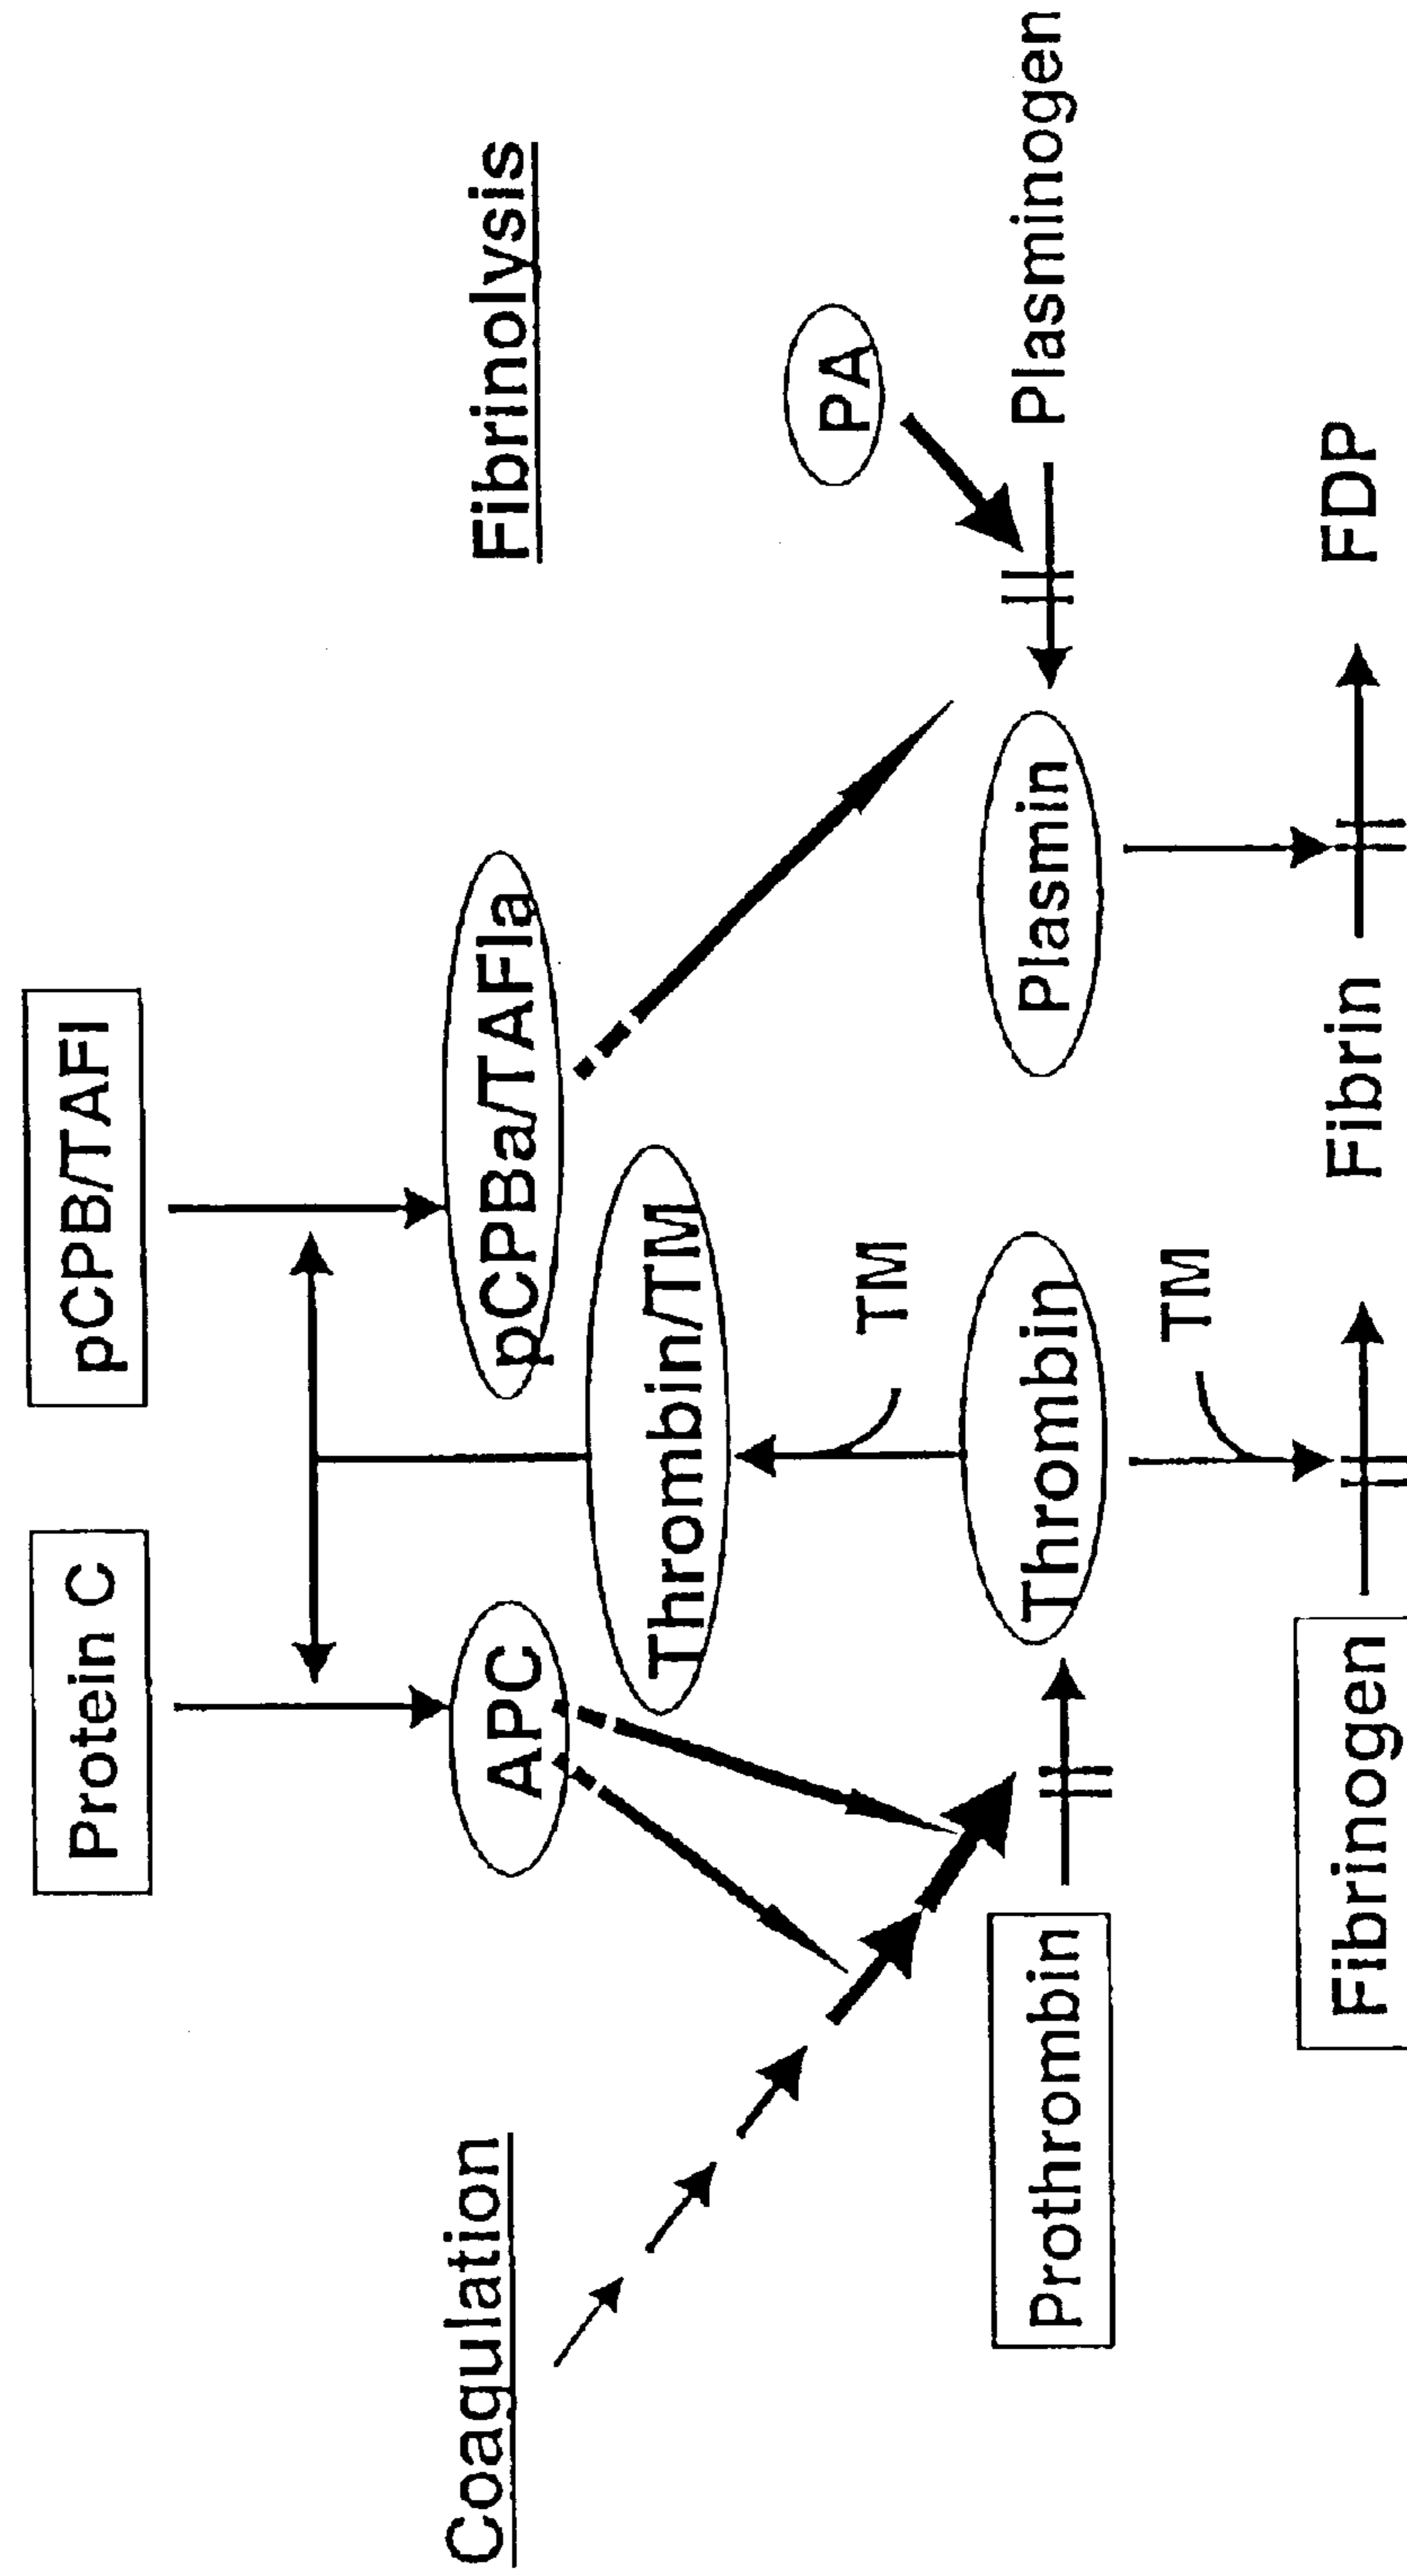 Protein C
pCPB/TAFI
Coagulation
APC
pCPBa/TAFIa
Fibrinolysis
Thrombin/TM
TM
PA
Prothrombin
Thrombin
Plasmin
Plasminogen
TM
Fibrinogen
Fibrin
FDP